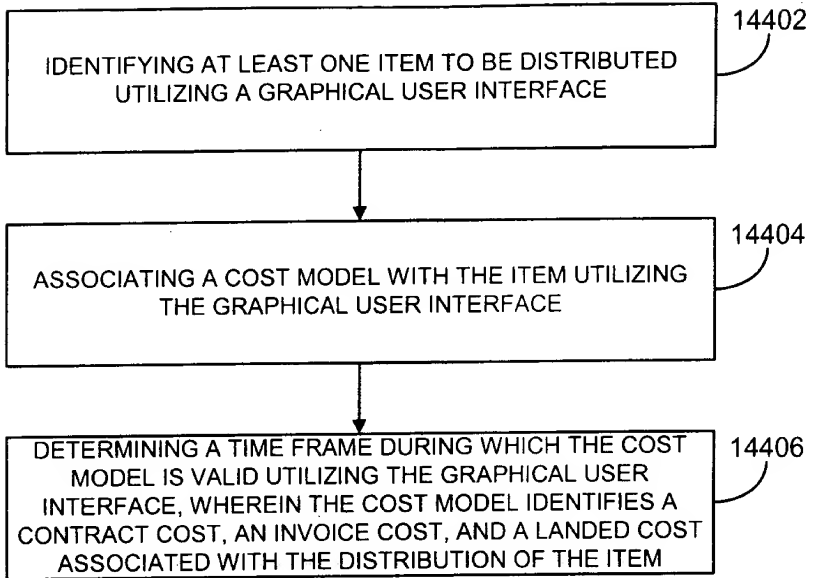 14402
IDENTIFYING AT LEAST ONE ITEM TO BE DISTRIBUTED
UTILIZING A GRAPHICAL USER INTERFACE
14404
ASSOCIATING A COST MODEL WITH THE ITEM UTILIZING
THE GRAPHICAL USER INTERFACE
14406
DETERMINING A TIME FRAME DURING WHICH THE COST
MODEL IS VALID UTILIZING THE GRAPHICAL USER
INTERFACE, WHEREIN THE COST MODEL IDENTIFIES A
CONTRACT COST, AN INVOICE COST, AND A LANDED COST
ASSOCIATED WITH THE DISTRIBUTION OF THE ITEM